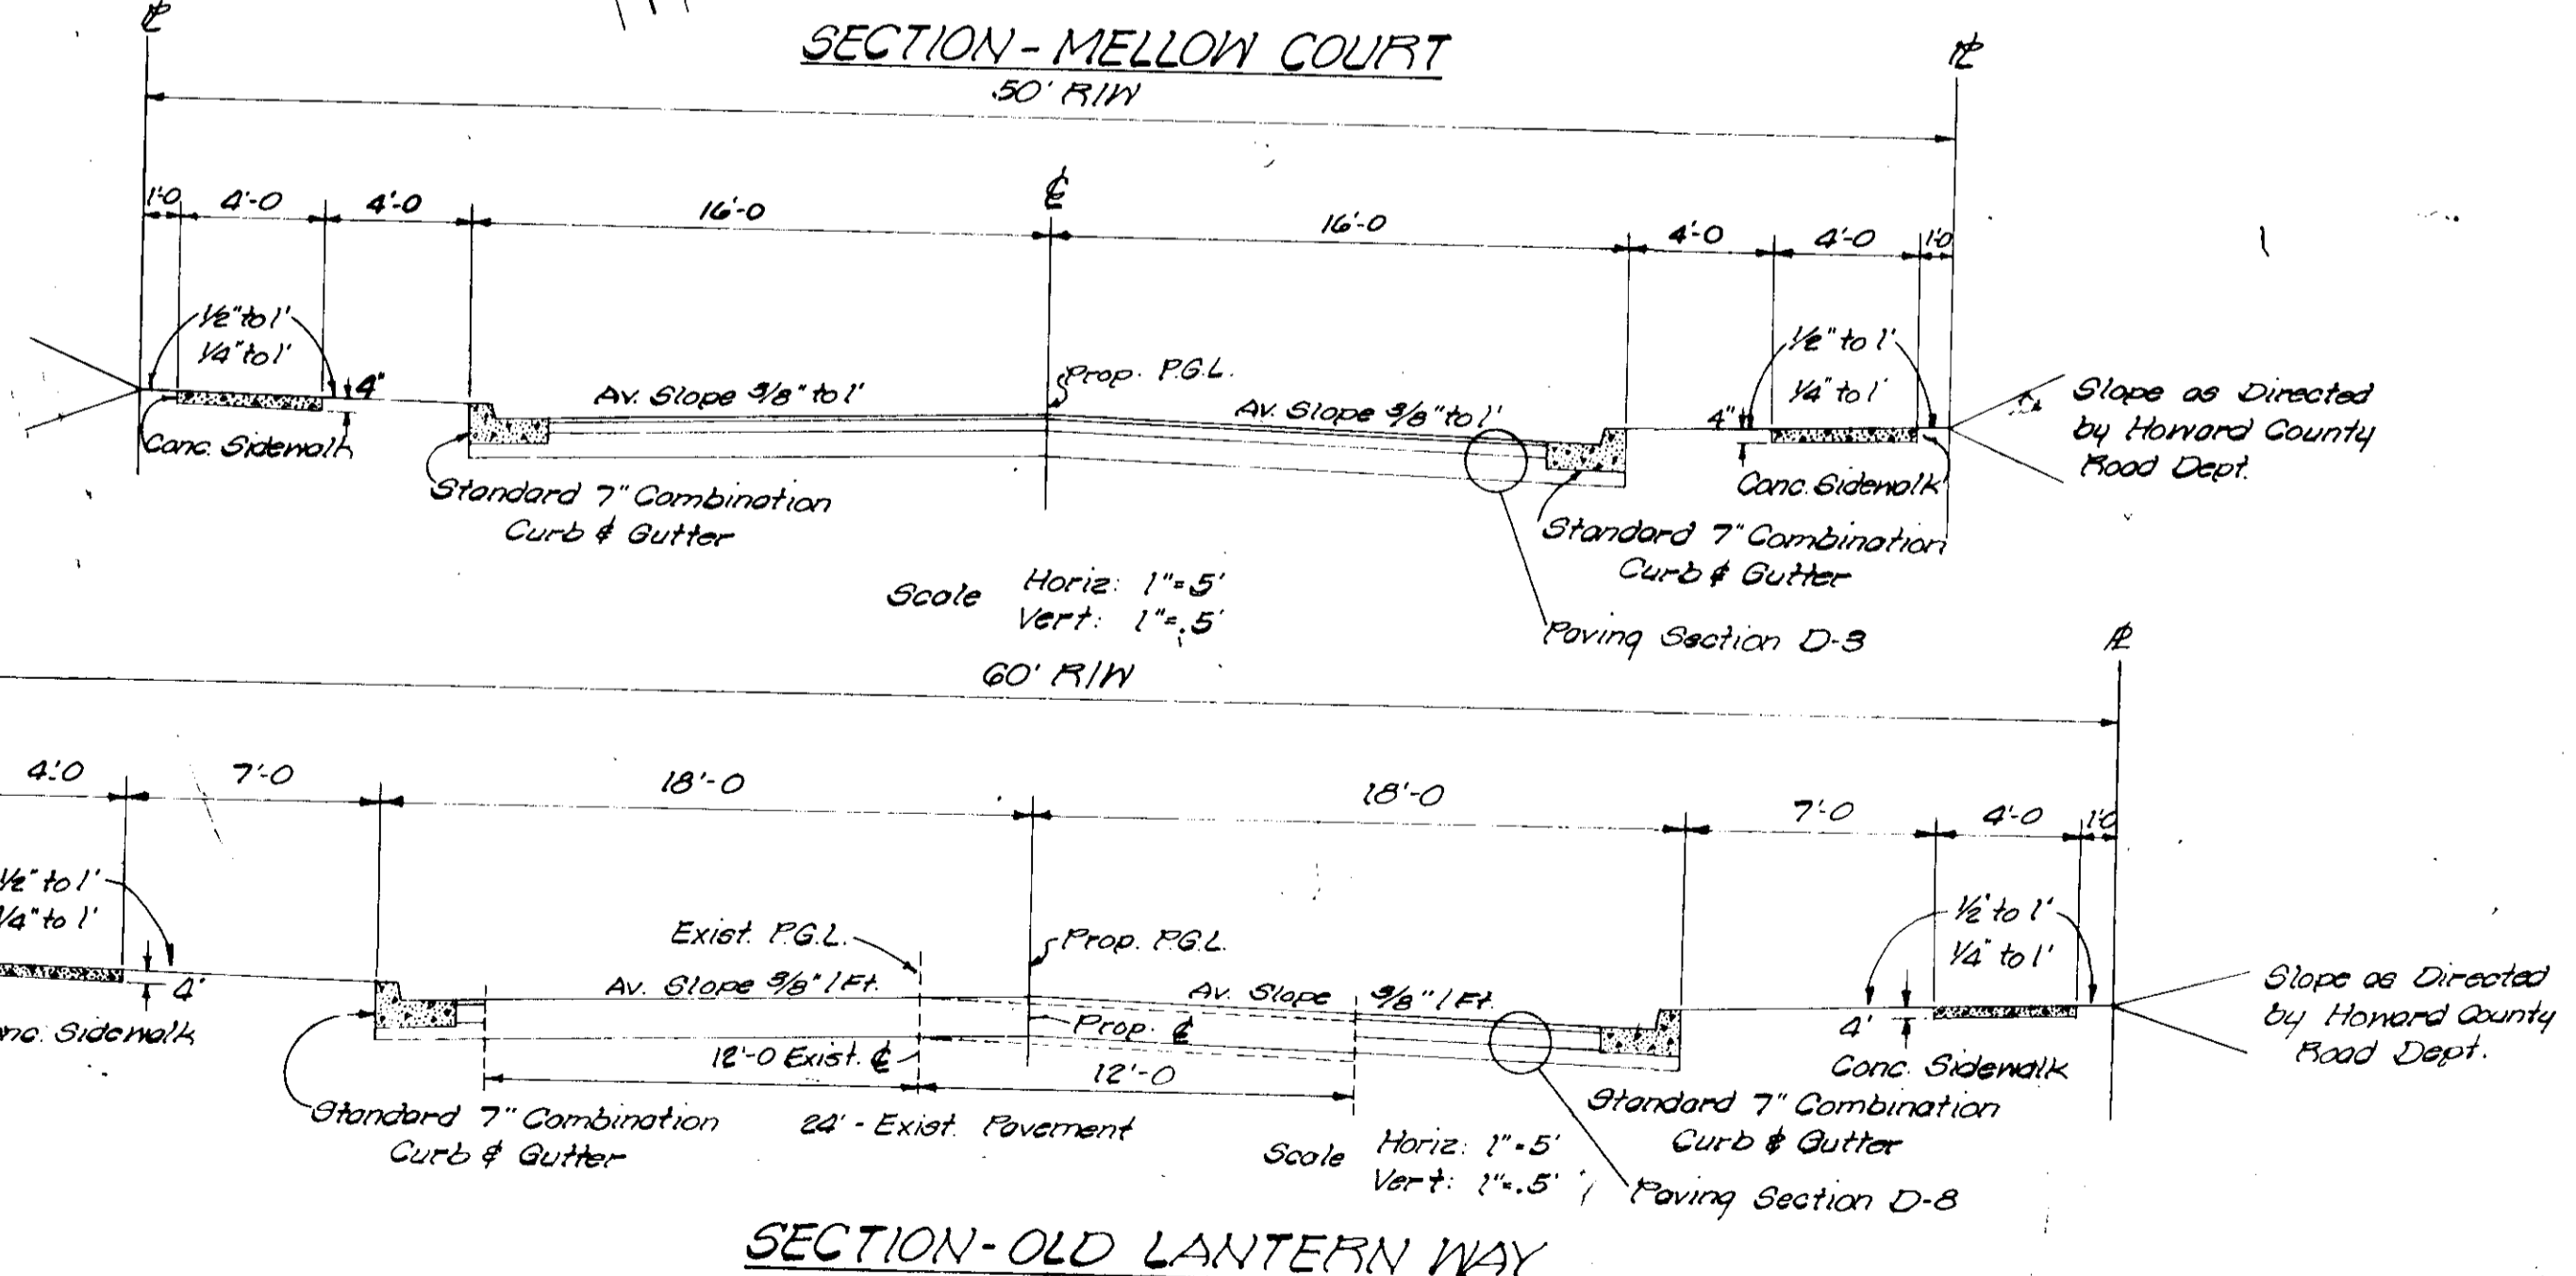 SECTION-MELLOW COURT
50' R/W
1'-0 4'-0 4'-0 16'-0 ℄ 16'-0 4'-0 4'-0 1'-0
1/2" to 1'
1/4" to 1'
4"
Conc. Sidewalk
Av. Slope 3/8" to 1'
Prop. P.G.L.
Av. Slope 3/8" to 1'
1/2" to 1'
1/4" to 1'
4"
Conc. Sidewalk
Slope as Directed
by Howard County
Road Dept.
Standard 7" Combination
Curb & Gutter
Standard 7" Combination
Curb & Gutter
Scale Horiz: 1"=5'
Vert: 1"=.5'
Paving Section D-3
60' R/W
4'-0 7'-0 18'-0 18'-0 7'-0 4'-0 1'-0
1/2" to 1'
1/4" to 1'
4'
nc. Sidewalk
Exist. P.G.L.
Prop. P.G.L.
Av. Slope 3/8" / Ft.
Av. Slope 3/8" / Ft.
Prop. ℄
12'-0 Exist. ℄
12'-0
24' - Exist. Pavement
1/2" to 1'
1/4" to 1'
4'
Conc. Sidewalk
Slope as Directed
by Howard County
Road Dept.
Standard 7" Combination
Curb & Gutter
Standard 7" Combination
Curb & Gutter
Scale Horiz: 1"=5'
Vert: 1"=.5'
Paving Section D-8
SECTION-OLD LANTERN WAY